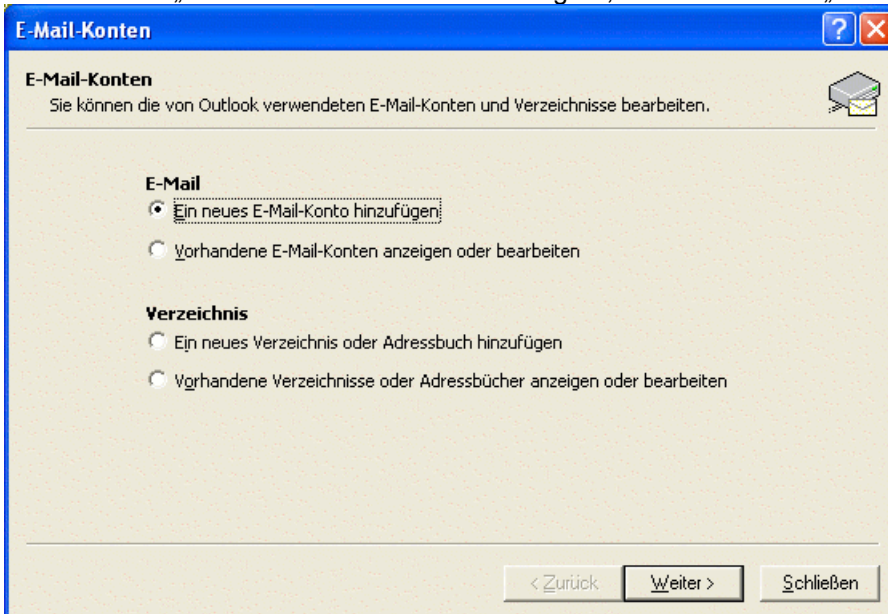 E-Mail-Konten
E-Mail-Konten
Sie können die von Outlook verwendeten E-Mail-Konten und Verzeichnisse bearbeiten.
E-Mail
Ein neues E-Mail-Konto hinzufügen
Vorhandene E-Mail-Konten anzeigen oder bearbeiten
Verzeichnis
Ein neues Verzeichnis oder Adressbuch hinzufügen
Vorhandene Verzeichnisse oder Adressbücher anzeigen oder bearbeiten
< Zurück Weiter > Schließen